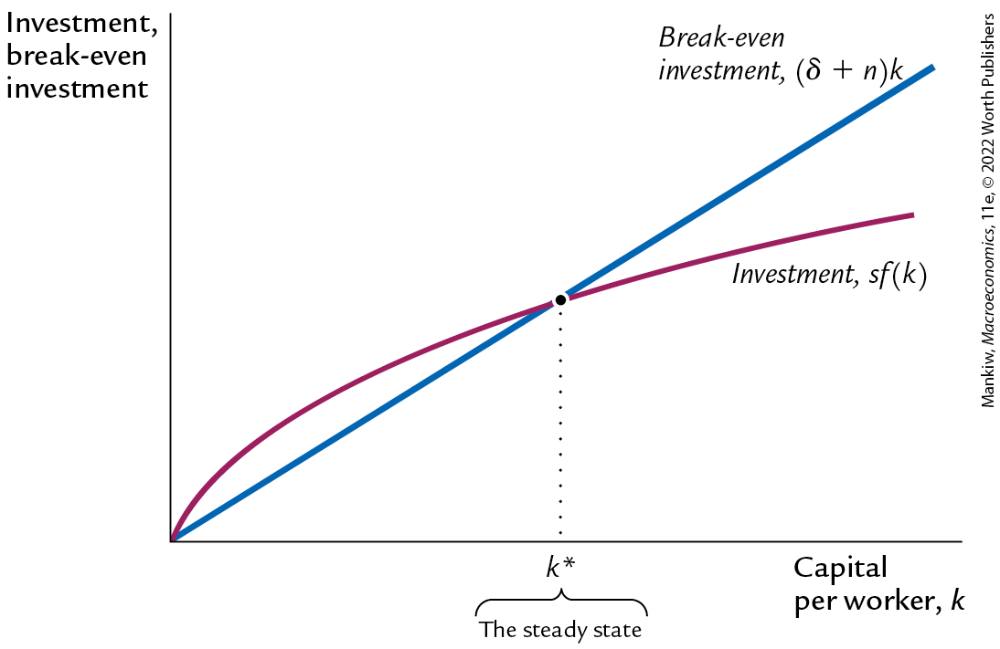 Investment,
break-even
investment
Break-even
investment, (δ + n)k
Investment, sf(k)
k*
The steady state
Capital
per worker, k
Mankiw, Macroeconomics, 11e, © 2022 Worth Publishers